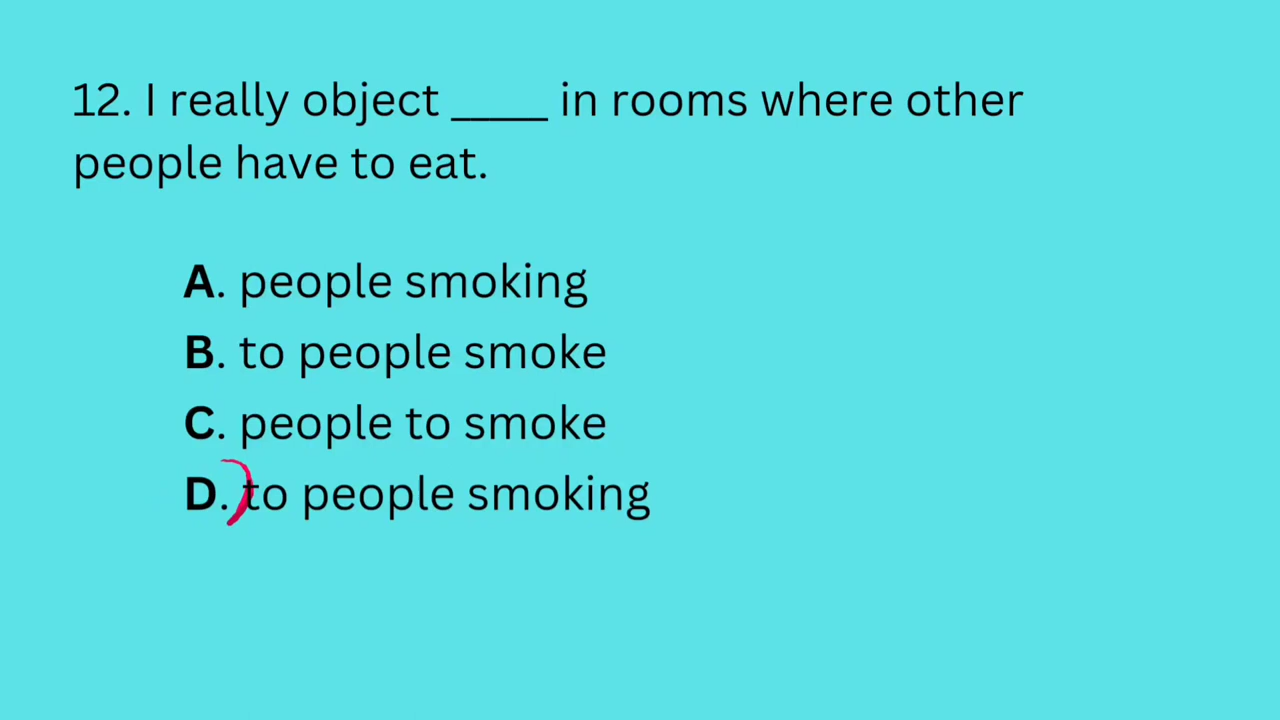 12. I really object _____ in rooms where other
people have to eat.
A. people smoking
B. to people smoke
C. people to smoke
D. to people smoking